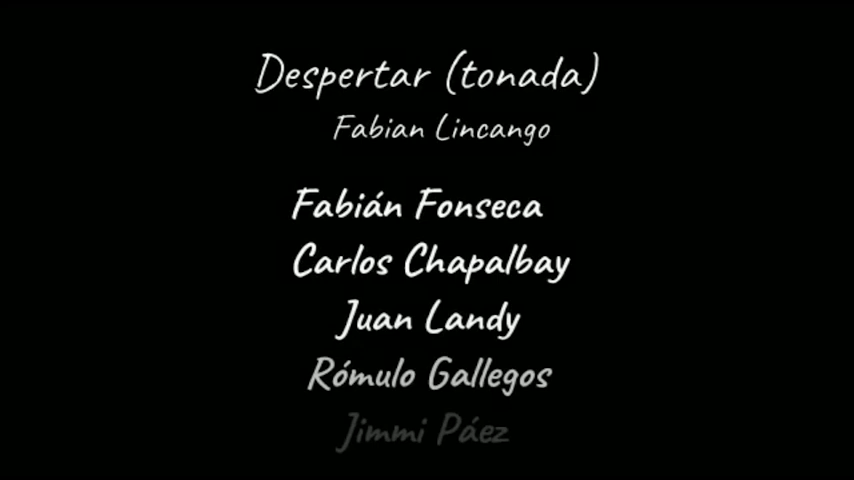 Despertar (tonada)
Fabian Lincango
Fabián Fonseca
Carlos Chapalbay
Juan Landy
Rómulo Gallegos
Jimmi Páez